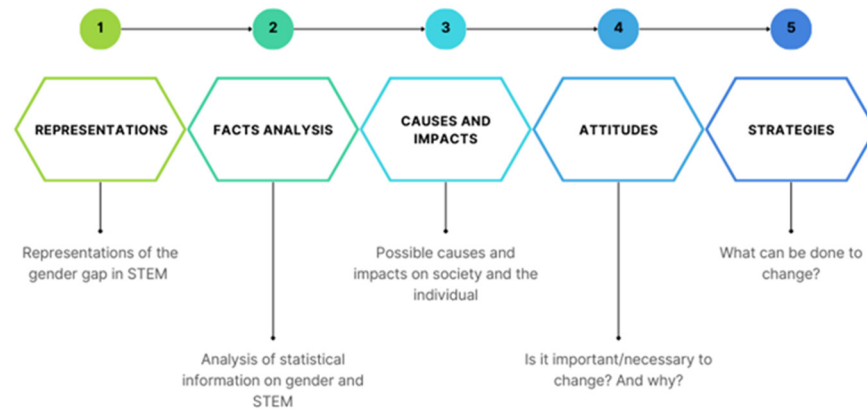 1
2
3
4
5
REPRESENTATIONS
FACTS ANALYSIS
CAUSES AND
IMPACTS
ATTITUDES
STRATEGIES
Representations of the
gender gap in STEM
Possible causes and
impacts on society and the
individual
What can be done to
change?
Analysis of statistical
information on gender and
STEM
Is it important/necessary to
change? And why?